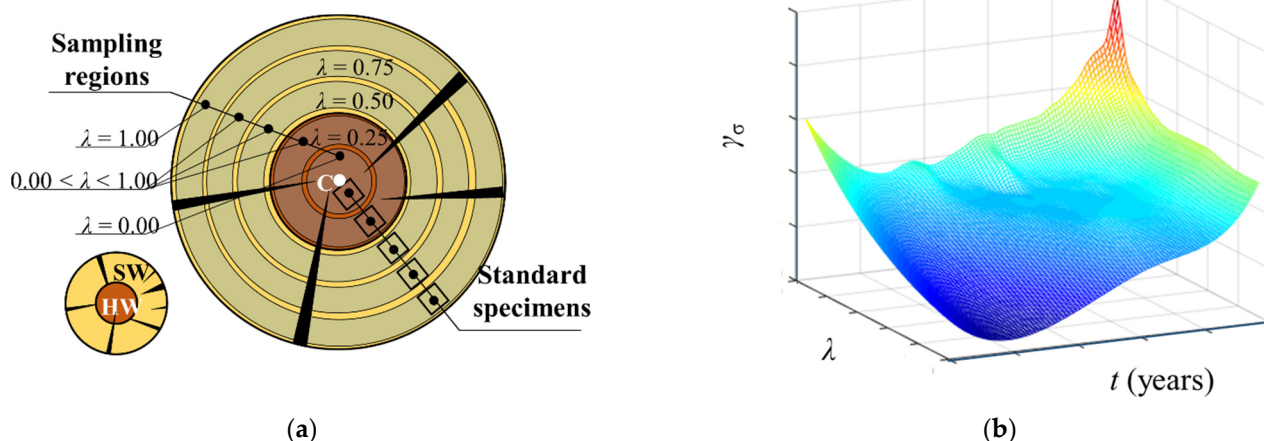 Sampling
regions
λ = 0.75
λ = 0.50
λ = 0.25
λ = 1.00
0.00 < λ < 1.00
λ = 0.00
C
SW
HW
Standard
specimens
(a)
γσ
λ
t (years)
(b)